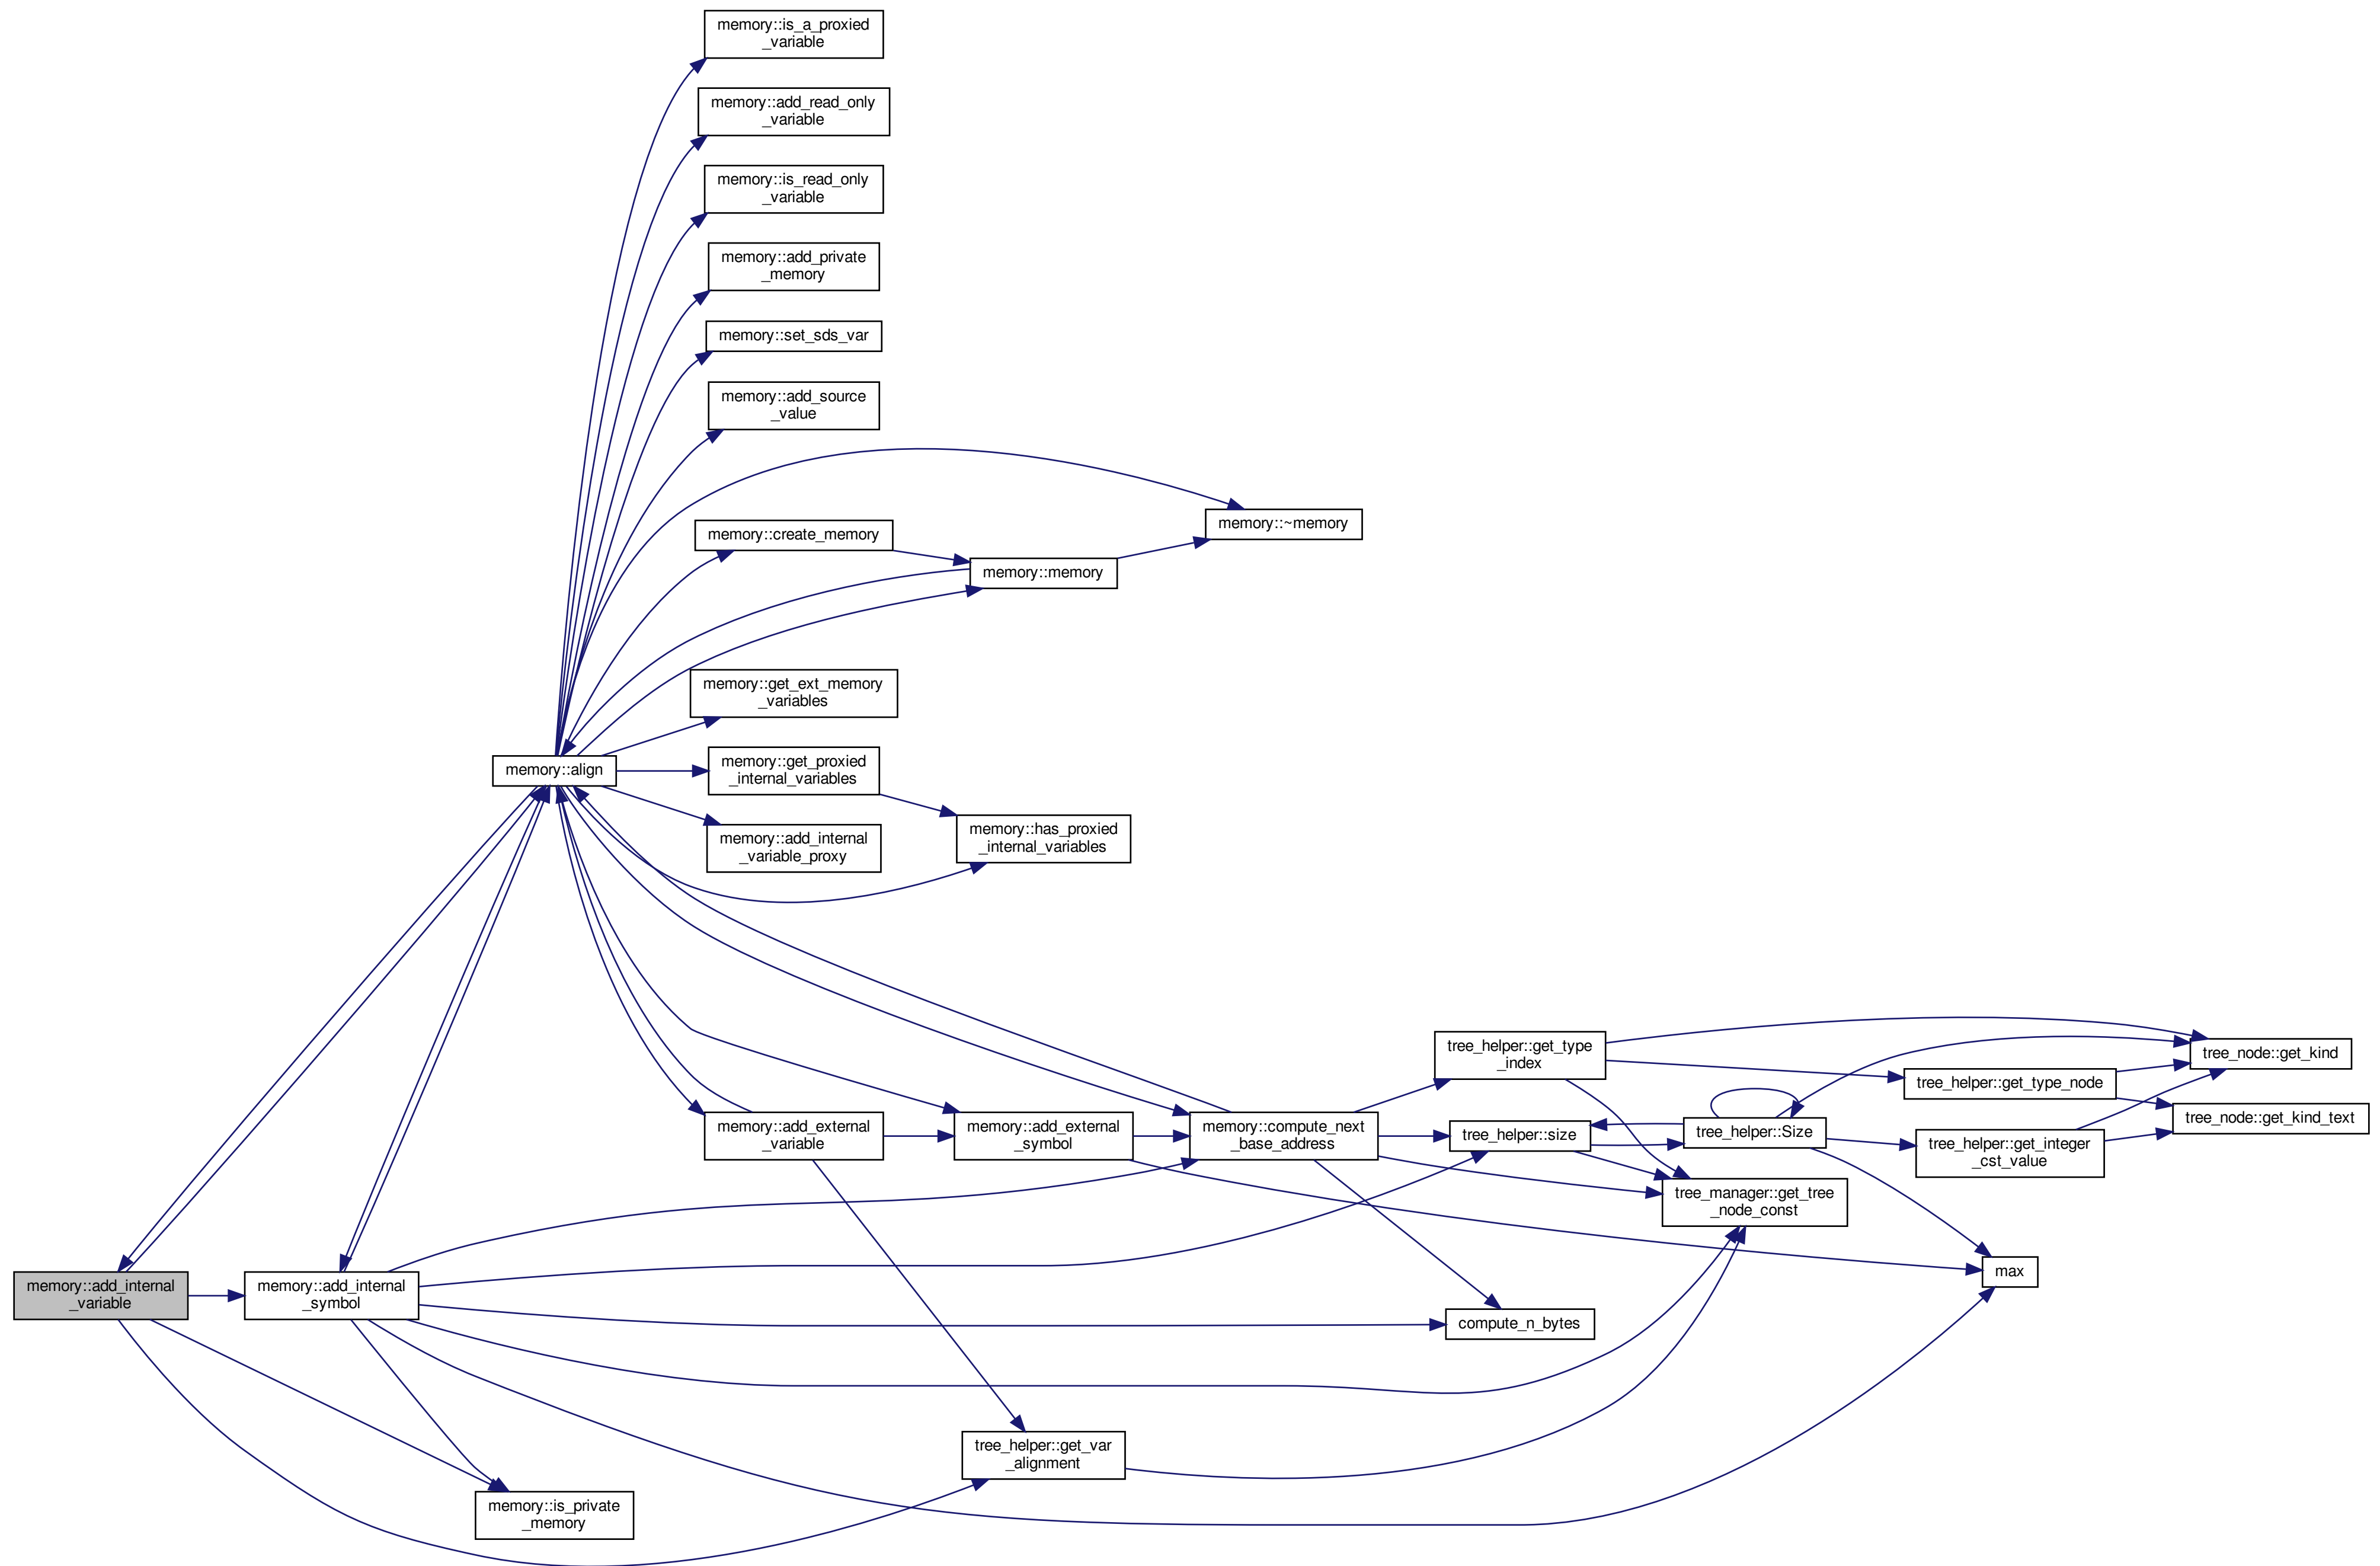 memory::is_a_proxied
_variable
memory::add_read_only
_variable
memory::is_read_only
_variable
memory::add_private
_memory
memory::set_sds_var
memory::add_source
_value
memory::~memory
memory::create_memory
memory::memory
memory::get_ext_memory
_variables
memory::align
memory::get_proxied
_internal_variables
memory::add_internal
_variable_proxy
memory::has_proxied
_internal_variables
tree_helper::get_type
_index
tree_node::get_kind
tree_helper::get_type_node
tree_node::get_kind_text
memory::add_external
_variable
memory::add_external
_symbol
memory::compute_next
_base_address
tree_helper::size
tree_helper::Size
tree_helper::get_integer
_cst_value
tree_manager::get_tree
_node_const
max
memory::add_internal
_variable
memory::add_internal
_symbol
compute_n_bytes
tree_helper::get_var
_alignment
memory::is_private
_memory